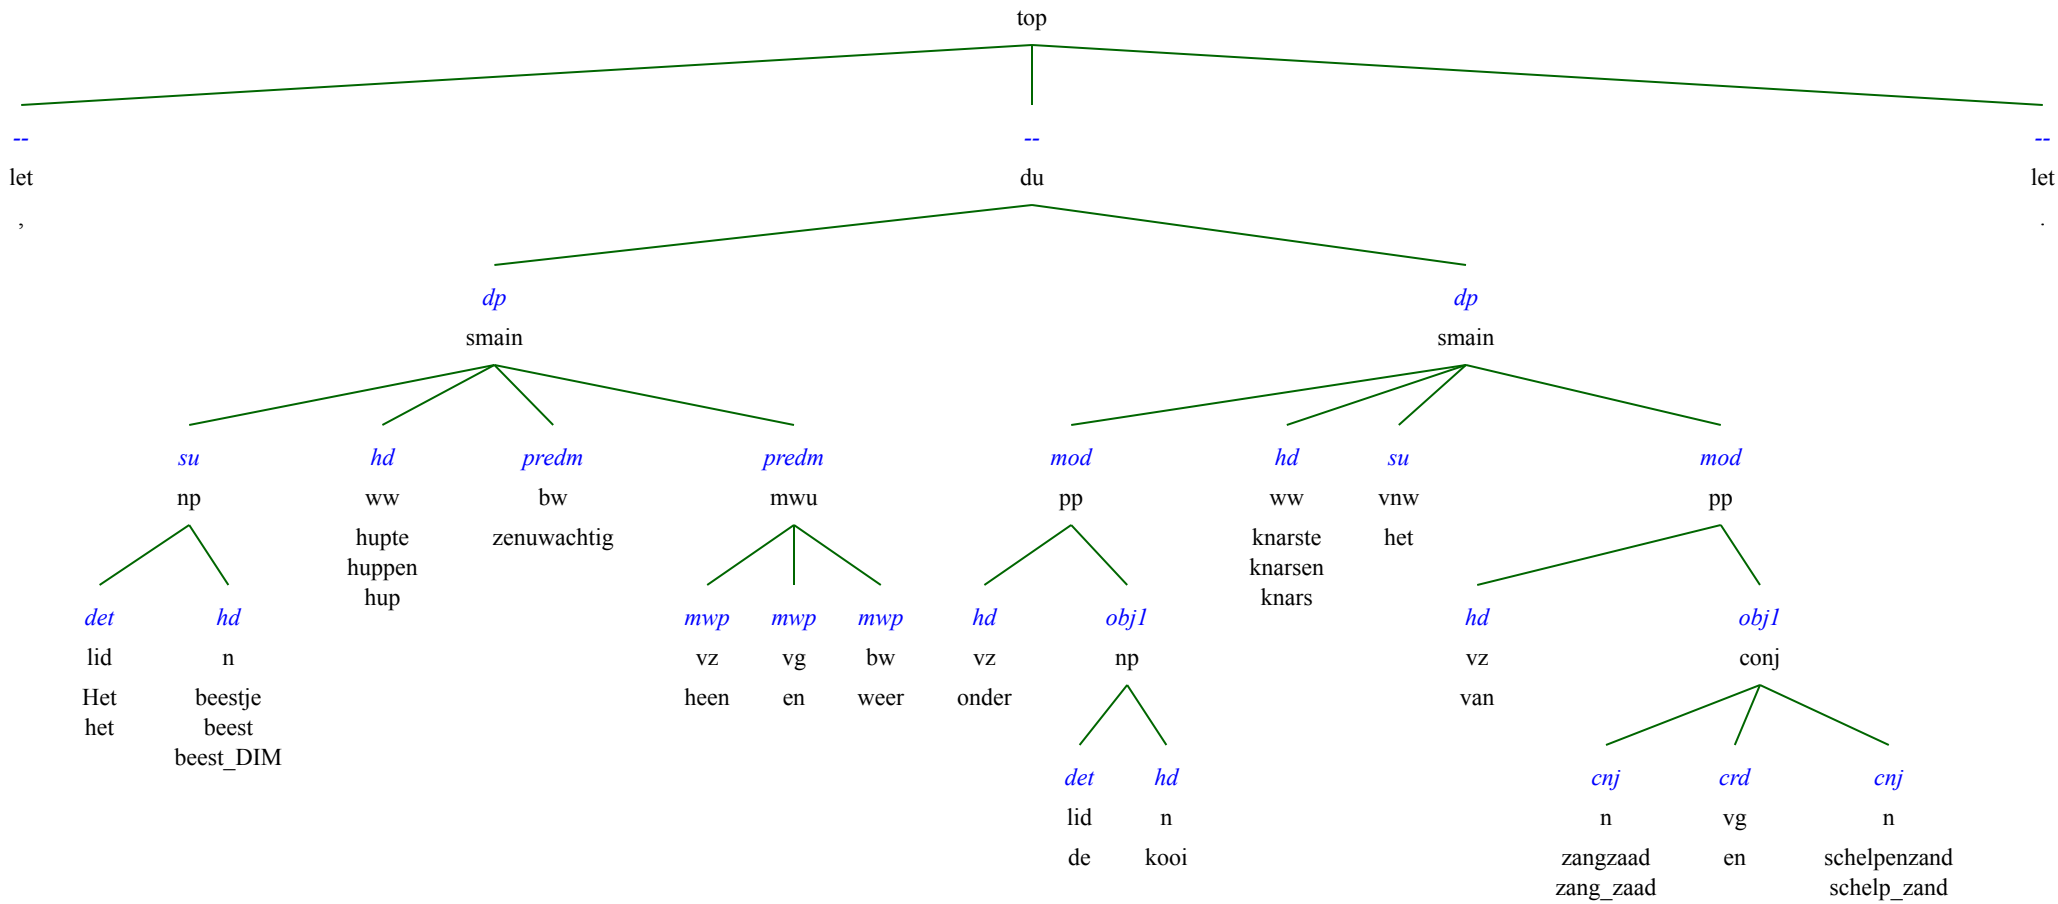 top
-- -- --
let du let
, .
dp dp
smain smain
su hd predm predm mod hd su mod
np ww bw mwu pp ww vnw pp
hupte zenuwachtig knarste het
huppen knarsen
hup knars
det hd mwp mwp mwp hd obj1 hd obj1
lid n vz vg bw vz np vz conj
Het beestje heen en weer onder van
het beest
beest_DIM
det hd cnj crd cnj
lid n n vg n
de kooi zangzaad en schelpenzand
zang_zaad schelp_zand